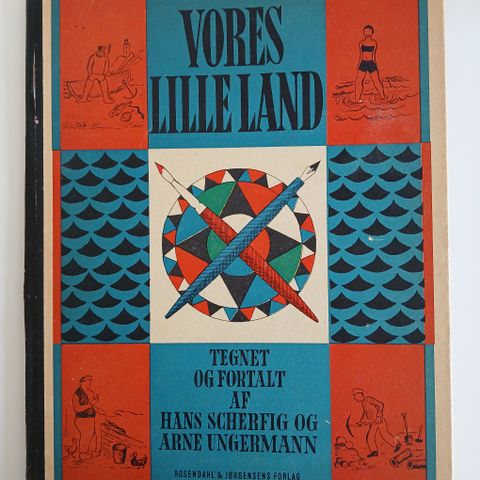 VORES
LILLE LAND
TEGNET
OG FORTALT
AF
HANS SCHERFIG OG
ARNE UNGERMANN
ROSENDAHL & JØRGENSENS FORLAG